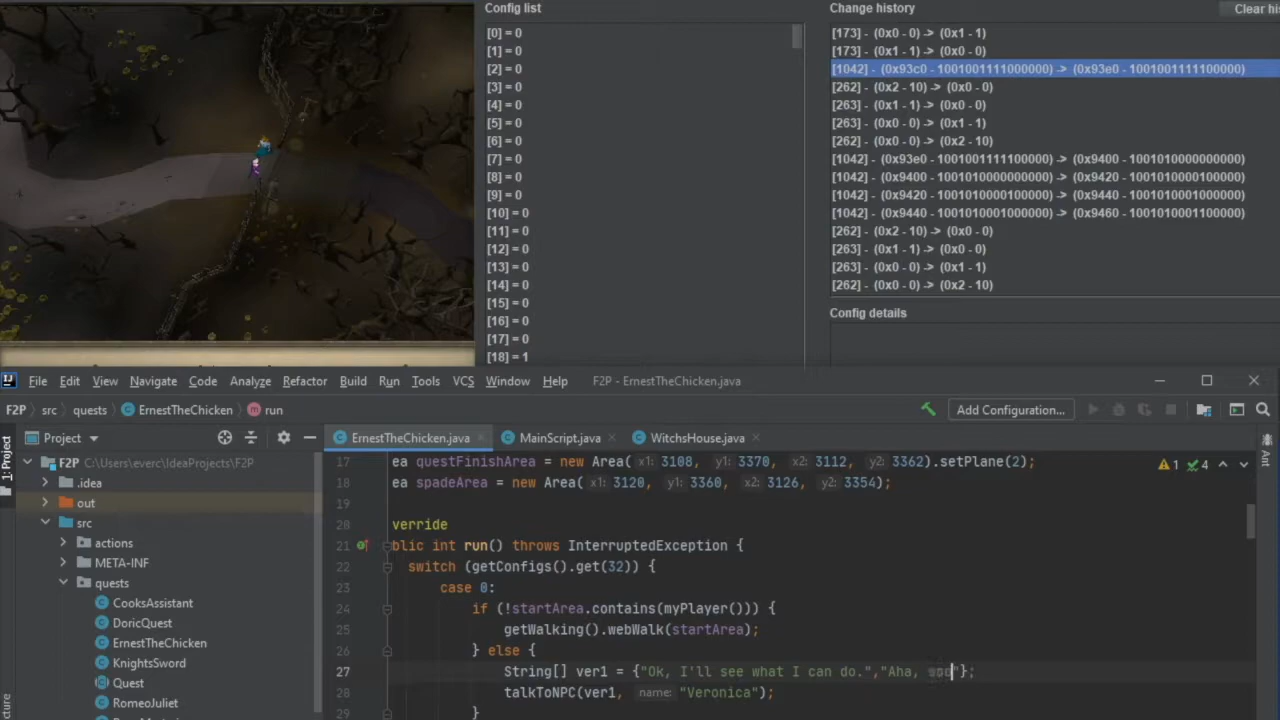 Config list
[0] = 0
[1] = 0
[2] = 0
[3] = 0
[4] = 0
[5] = 0
[6] = 0
[7] = 0
[8] = 0
[9] = 0
[10] = 0
[11] = 0
[12] = 0
[13] = 0
[14] = 0
[15] = 0
[16] = 0
[17] = 0
[18] = 1
Change history
Clear his
[173] - (0x0 - 0) -> (0x1 - 1)
[173] - (0x1 - 1) -> (0x0 - 0)
[1042] - (0x93c0 - 1001001111000000) -> (0x93e0 - 1001001111100000)
[262] - (0x2 - 10) -> (0x0 - 0)
[263] - (0x1 - 1) -> (0x0 - 0)
[263] - (0x0 - 0) -> (0x1 - 1)
[262] - (0x0 - 0) -> (0x2 - 10)
[1042] - (0x93e0 - 1001001111100000) -> (0x9400 - 1001010000000000)
[1042] - (0x9400 - 1001010000000000) -> (0x9420 - 1001010000100000)
[1042] - (0x9420 - 1001010000100000) -> (0x9440 - 1001010001000000)
[1042] - (0x9440 - 1001010001000000) -> (0x9460 - 1001010001100000)
[262] - (0x2 - 10) -> (0x0 - 0)
[263] - (0x1 - 1) -> (0x0 - 0)
[263] - (0x0 - 0) -> (0x1 - 1)
[262] - (0x0 - 0) -> (0x2 - 10)
Config details
IJ File Edit View Navigate Code Analyze Refactor Build Run Tools VCS Window Help F2P - ErnestTheChicken.java
F2P src quests ErnestTheChicken run Add Configuration...
1: Project
Project
ErnestTheChicken.java MainScript.java WitchsHouse.java
Ant
F2P C:\Users\everc\IdeaProjects\F2P
.idea
out
src
actions
META-INF
quests
CooksAssistant
DoricQuest
ErnestTheChicken
KnightsSword
Quest
RomeoJuliet
1 4
17 ea questFinishArea = new Area( x1: 3108, y1: 3370, x2: 3112, y2: 3362).setPlane(2);
18 ea spadeArea = new Area( x1: 3120, y1: 3360, x2: 3126, y2: 3354);
19
20 verride
21 blic int run() throws InterruptedException {
22 switch (getConfigs().get(32)) {
23 case 0:
24 if (!startArea.contains(myPlayer())) {
25 getWalking().webWalk(startArea);
26 } else {
27 String[] ver1 = {"Ok, I'll see what I can do.","Aha, "};
28 talkToNPC(ver1, name: "Veronica");
29 }